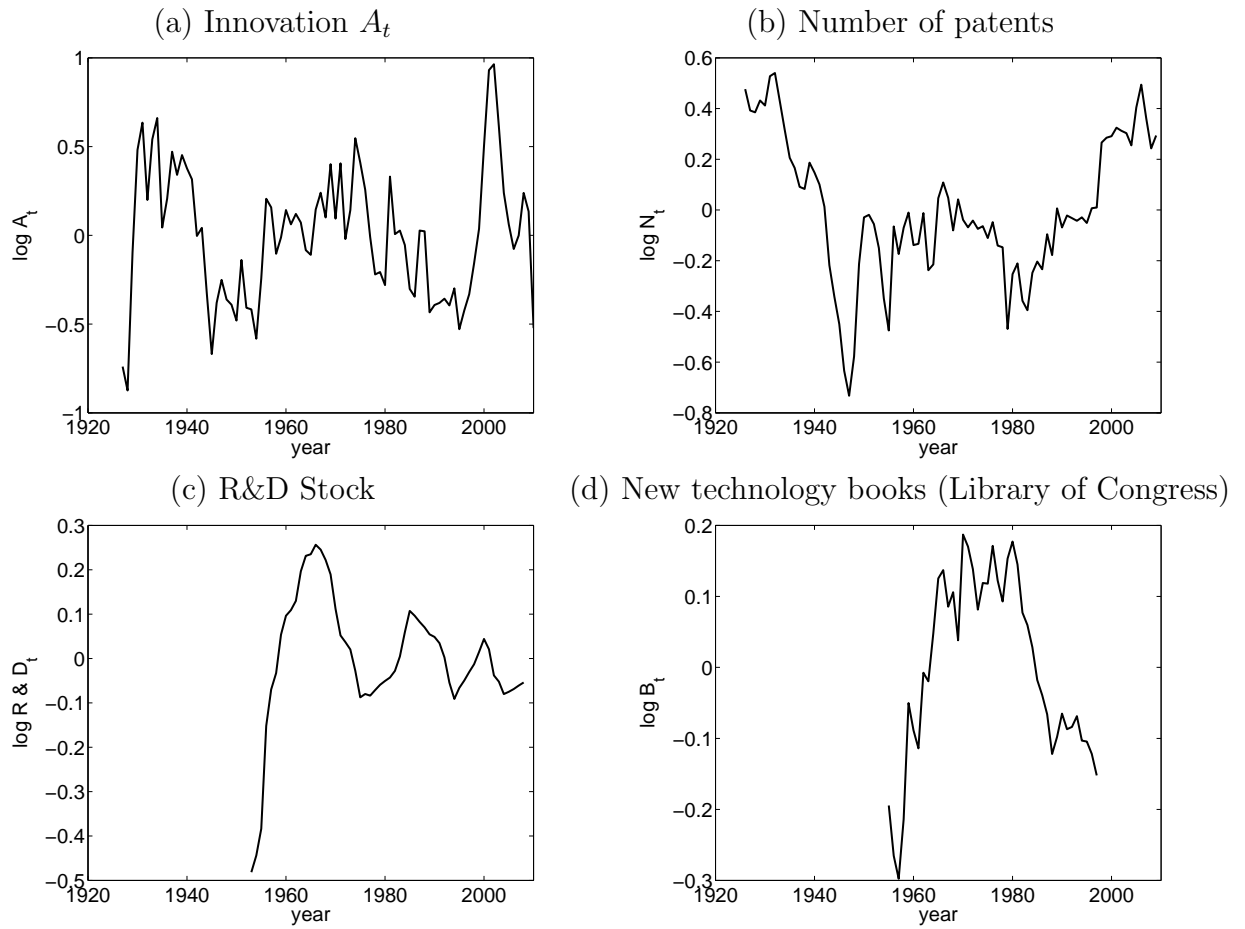 (a) Innovation A_t
1
0.5
0
−0.5
−1
log A_t
1920 1940 1960 1980 2000
year
(b) Number of patents
0.6
0.4
0.2
0
−0.2
−0.4
−0.6
−0.8
log N_t
1920 1940 1960 1980 2000
year
(c) R&D Stock
0.3
0.2
0.1
0
−0.1
−0.2
−0.3
−0.4
−0.5
log R & D_t
1920 1940 1960 1980 2000
year
(d) New technology books (Library of Congress)
0.2
0.1
0
−0.1
−0.2
−0.3
log B_t
1920 1940 1960 1980 2000
year